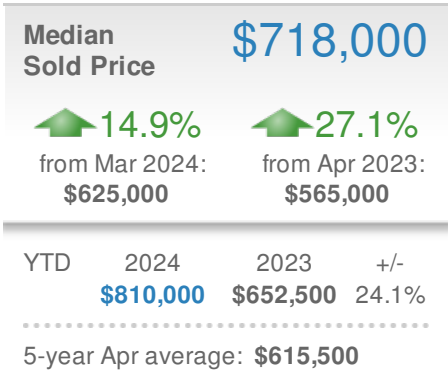 Median
Sold Price
$718,000
14.9%
from Mar 2024:
$625,000
27.1%
from Apr 2023:
$565,000
YTD 2024 2023 +/-
$810,000 $652,500 24.1%
5-year Apr average: $615,500